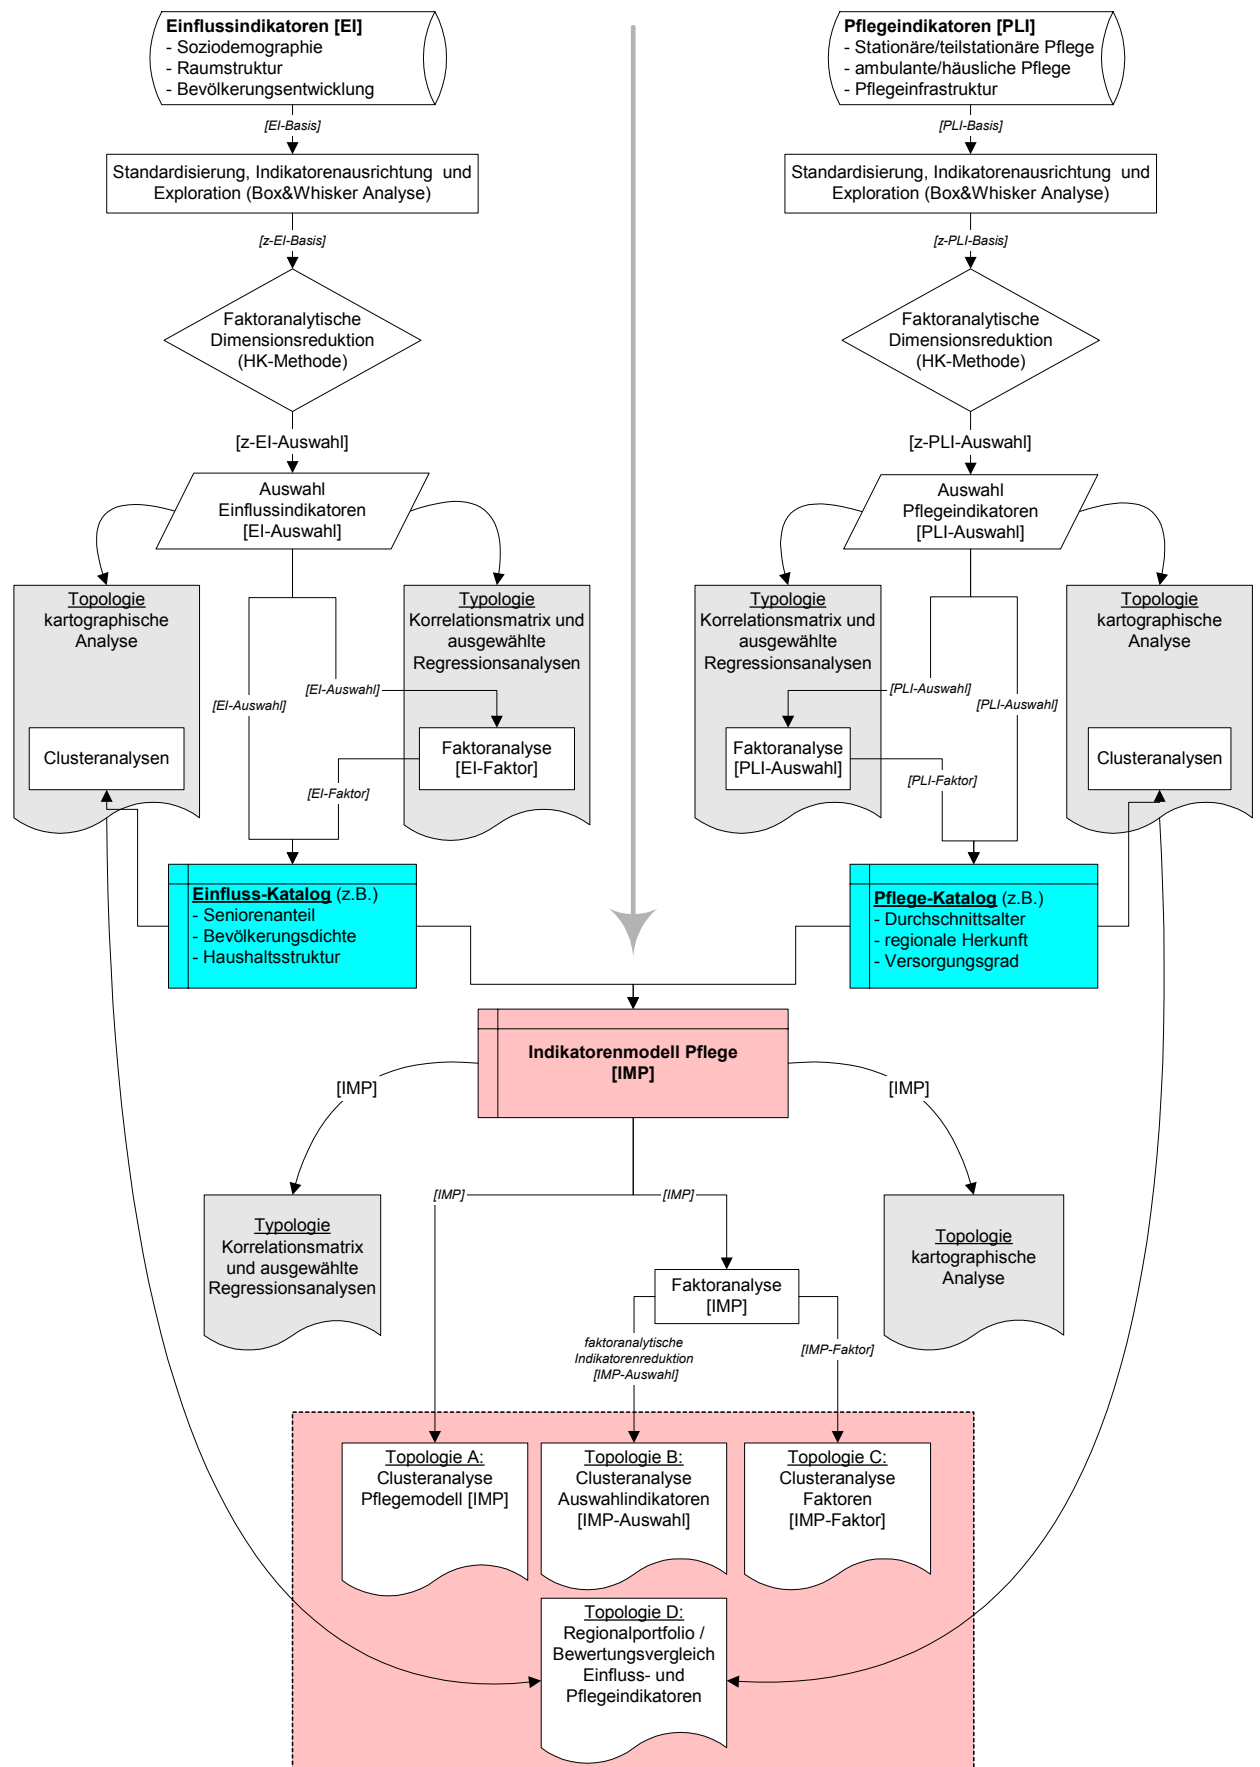 Einflussindikatoren [EI]
- Soziodemographie
- Raumstruktur
- Bevölkerungsentwicklung
Pflegeindikatoren [PLI]
- Stationäre/teilstationäre Pflege
- ambulante/häusliche Pflege
- Pflegeinfrastruktur
[EI-Basis]
[PLI-Basis]
Standardisierung, Indikatorenausrichtung und
Exploration (Box&Whisker Analyse)
Standardisierung, Indikatorenausrichtung und
Exploration (Box&Whisker Analyse)
[z-EI-Basis]
[z-PLI-Basis]
Faktoranalytische
Dimensionsreduktion
(HK-Methode)
Faktoranalytische
Dimensionsreduktion
(HK-Methode)
[z-EI-Auswahl]
[z-PLI-Auswahl]
Auswahl
Einflussindikatoren
[EI-Auswahl]
Auswahl
Pflegeindikatoren
[PLI-Auswahl]
Topologie
kartographische
Analyse
Typologie
Korrelationsmatrix und
ausgewählte
Regressionsanalysen
Typologie
Korrelationsmatrix und
ausgewählte
Regressionsanalysen
Topologie
kartographische
Analyse
[EI-Auswahl]
[EI-Auswahl]
[PLI-Auswahl]
[PLI-Auswahl]
Clusteranalysen
Faktoranalyse
[EI-Faktor]
Faktoranalyse
[PLI-Auswahl]
Clusteranalysen
[EI-Faktor]
[PLI-Faktor]
Einfluss-Katalog (z.B.)
- Seniorenanteil
- Bevölkerungsdichte
- Haushaltsstruktur
Pflege-Katalog (z.B.)
- Durchschnittsalter
- regionale Herkunft
- Versorgungsgrad
Indikatorenmodell Pflege
[IMP]
[IMP]
[IMP]
[IMP]
[IMP]
Typologie
Korrelationsmatrix
und ausgewählte
Regressionsanalysen
Topologie
kartographische
Analyse
Faktoranalyse
[IMP]
faktoranalytische
Indikatorenreduktion
[IMP-Auswahl]
[IMP-Faktor]
Topologie A:
Clusteranalyse
Pflegemodell [IMP]
Topologie B:
Clusteranalyse
Auswahlindikatoren
[IMP-Auswahl]
Topologie C:
Clusteranalyse
Faktoren
[IMP-Faktor]
Topologie D:
Regionalportfolio /
Bewertungsvergleich
Einfluss- und
Pflegeindikatoren